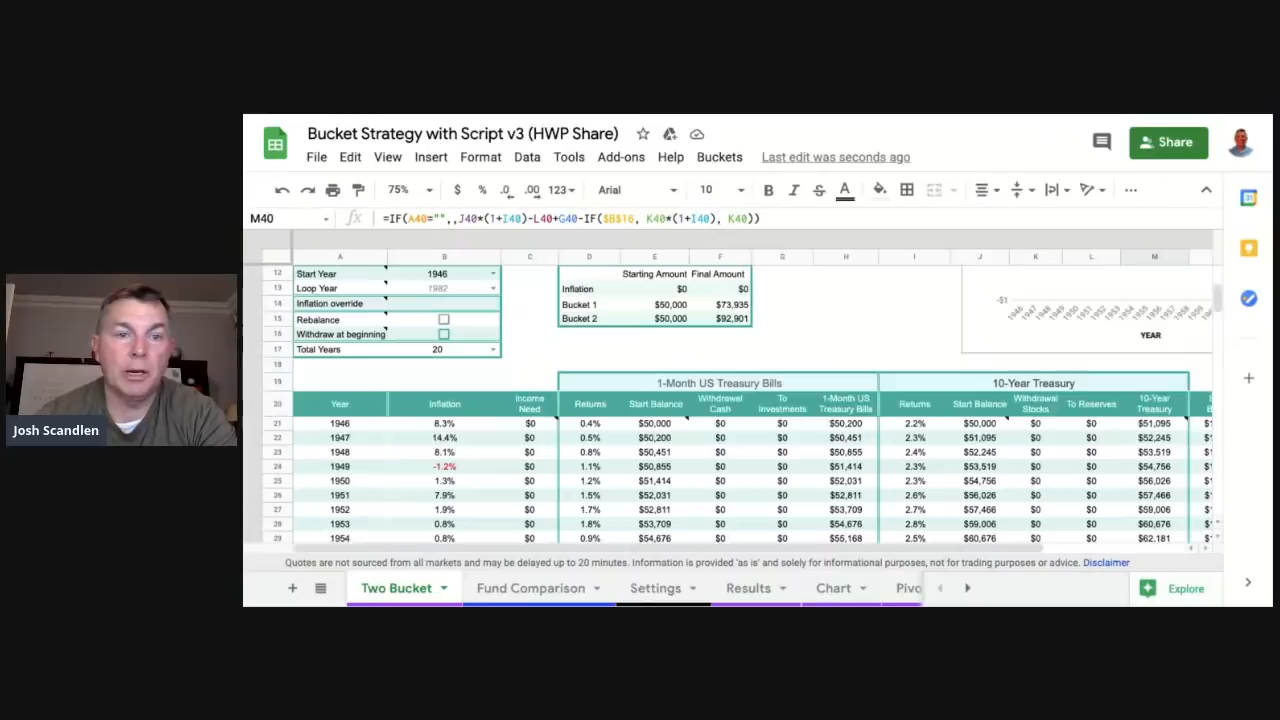 Bucket Strategy with Script v3 (HWP Share)
File Edit View Insert Format Data Tools Add-ons Help Buckets Last edit was seconds ago
Share
75% $ % .0 .00 123 Arial 10 B I S A
M40 fx =IF(A40="",,J40*(1+I40)-L40+G40-IF($B$16, K40*(1+I40), K40))
A B C D E F G H I J K L M
12 Start Year 1946 Starting Amount Final Amount
13 Loop Year 1982 Inflation $0 $0
14 Inflation override Bucket 1 $50,000 $73,935
15 Rebalance Bucket 2 $50,000 $92,901
16 Withdraw at beginning
17 Total Years 20
18
-$1
YEAR
19 1-Month US Treasury Bills 10-Year Treasury
20 Year Inflation Income Need Returns Start Balance Withdrawal Cash To Investments 1-Month US Treasury Bills Returns Start Balance Withdrawal Stocks To Reserves 10-Year Treasury
21 1946 8.3% $0 0.4% $50,000 $0 $0 $50,200 2.2% $50,000 $0 $0 $51,095
22 1947 14.4% $0 0.5% $50,200 $0 $0 $50,451 2.3% $51,095 $0 $0 $52,245
23 1948 8.1% $0 0.8% $50,451 $0 $0 $50,855 2.4% $52,245 $0 $0 $53,519
24 1949 -1.2% $0 1.1% $50,855 $0 $0 $51,414 2.3% $53,519 $0 $0 $54,756
25 1950 1.3% $0 1.2% $51,414 $0 $0 $52,031 2.3% $54,756 $0 $0 $56,026
26 1951 7.9% $0 1.5% $52,031 $0 $0 $52,811 2.6% $56,026 $0 $0 $57,466
27 1952 1.9% $0 1.7% $52,811 $0 $0 $53,709 2.7% $57,466 $0 $0 $59,006
28 1953 0.8% $0 1.8% $53,709 $0 $0 $54,676 2.8% $59,006 $0 $0 $60,676
29 1954 0.8% $0 0.9% $54,676 $0 $0 $55,168 2.5% $60,676 $0 $0 $62,181
Quotes are not sourced from all markets and may be delayed up to 20 minutes. Information is provided 'as is' and solely for informational purposes, not for trading purposes or advice. Disclaimer
Two Bucket Fund Comparison Settings Results Chart Pivo Explore
Josh Scandlen